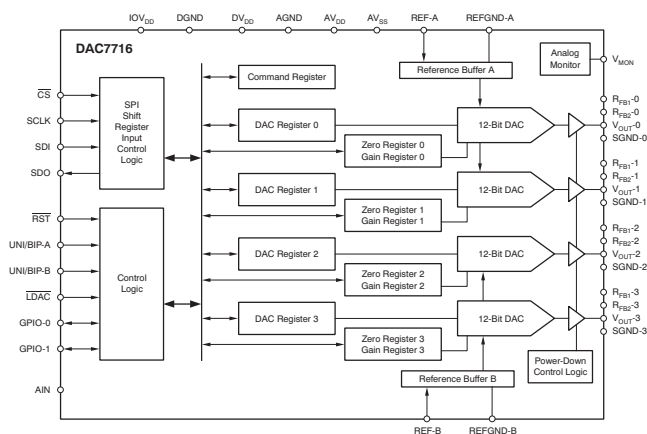 IOVDD DGND DVDD AGND AVDD AVSS REF-A REFGND-A
DAC7716
Reference Buffer A
Analog
Monitor
VMON
Command Register
CS
SCLK
SDI
SDO
SPI
Shift
Register
Input
Control
Logic
DAC Register 0
12-Bit DAC
Zero Register 0
Gain Register 0
RFB1-0
RFB2-0
VOUT-0
SGND-0
DAC Register 1
12-Bit DAC
Zero Register 1
Gain Register 1
RFB1-1
RFB2-1
VOUT-1
SGND-1
RST
UNI/BIP-A
UNI/BIP-B
LDAC
GPIO-0
GPIO-1
Control
Logic
DAC Register 2
12-Bit DAC
Zero Register 2
Gain Register 2
RFB1-2
RFB2-2
VOUT-2
SGND-2
DAC Register 3
12-Bit DAC
Zero Register 3
Gain Register 3
RFB1-3
RFB2-3
VOUT-3
SGND-3
Power-Down
Control Logic
Reference Buffer B
AIN
REF-B REFGND-B